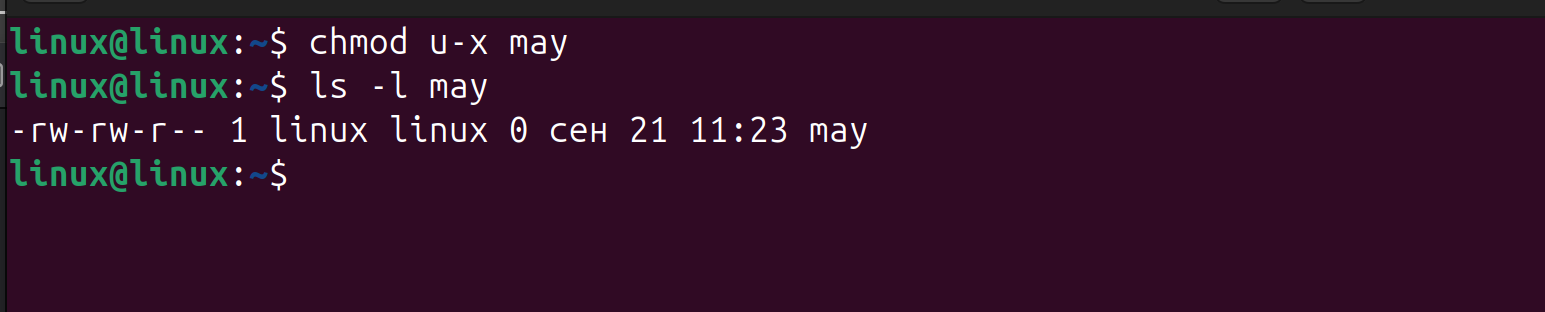 linux@linux:~$ chmod u-x may
linux@linux:~$ ls -l may
-rw-rw-r-- 1 linux linux 0 сен 21 11:23 may
linux@linux:~$